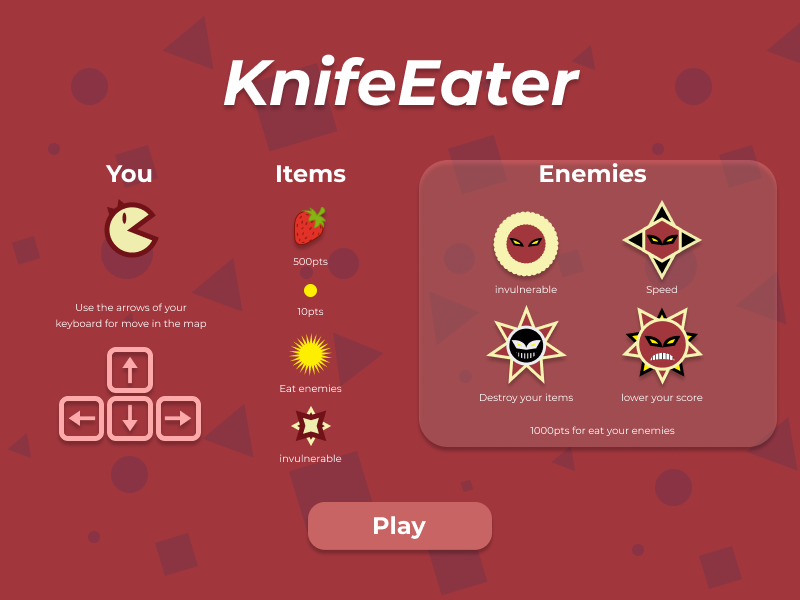 KnifeEater
You
Use the arrows of your
keyboard for move in the map
Items
500pts
10pts
Eat enemies
invulnerable
Enemies
invulnerable
Speed
Destroy your items
lower your score
1000pts for eat your enemies
Play